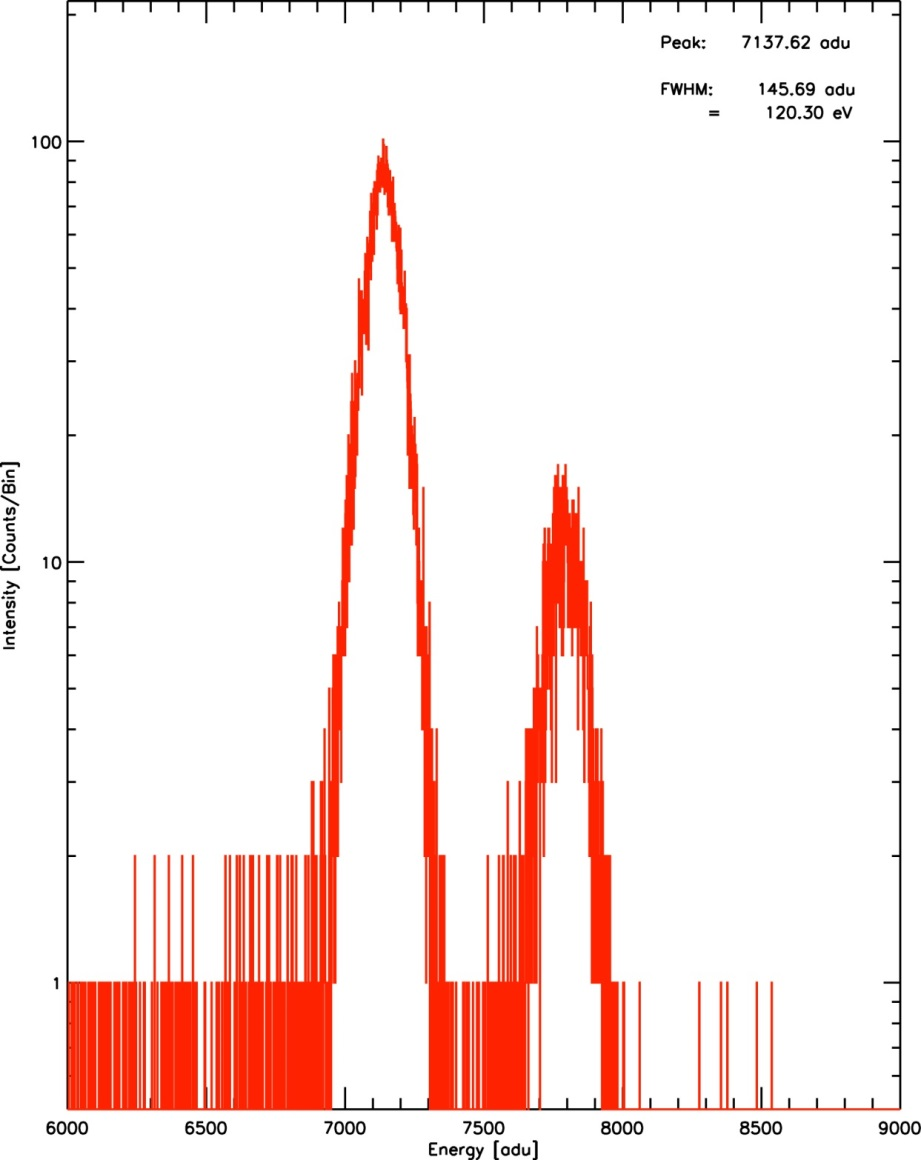 Peak: 7137.62 adu
FWHM: 145.69 adu
= 120.30 eV
100
10
1
Intensity [Counts/Bin]
6000 6500 7000 7500 8000 8500 9000
Energy [adu]